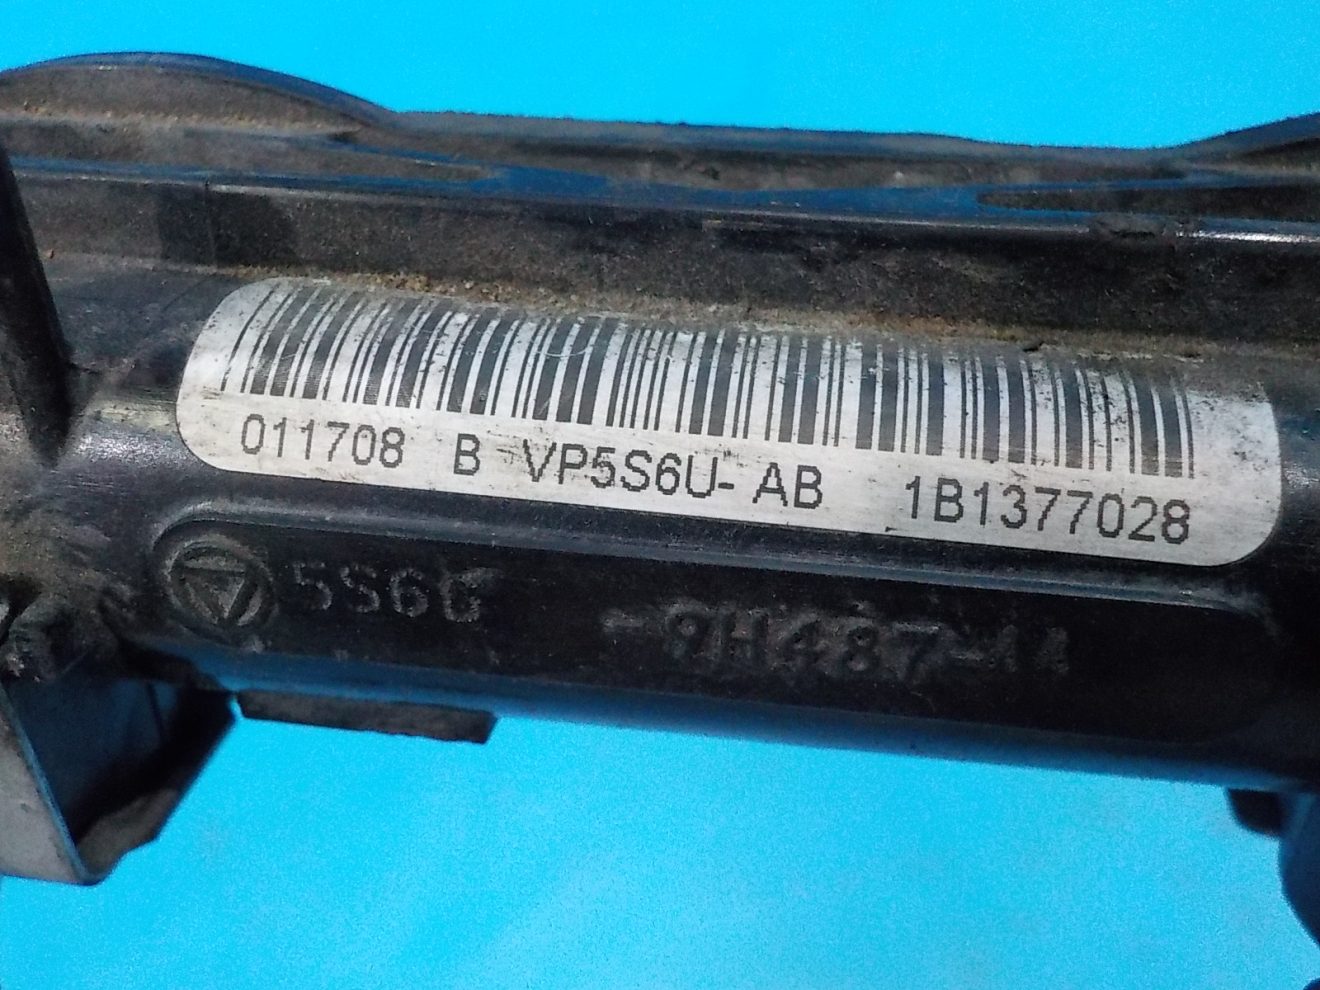 011708 B VP5S6U- AB 1B1377028
5S6G -9H487-